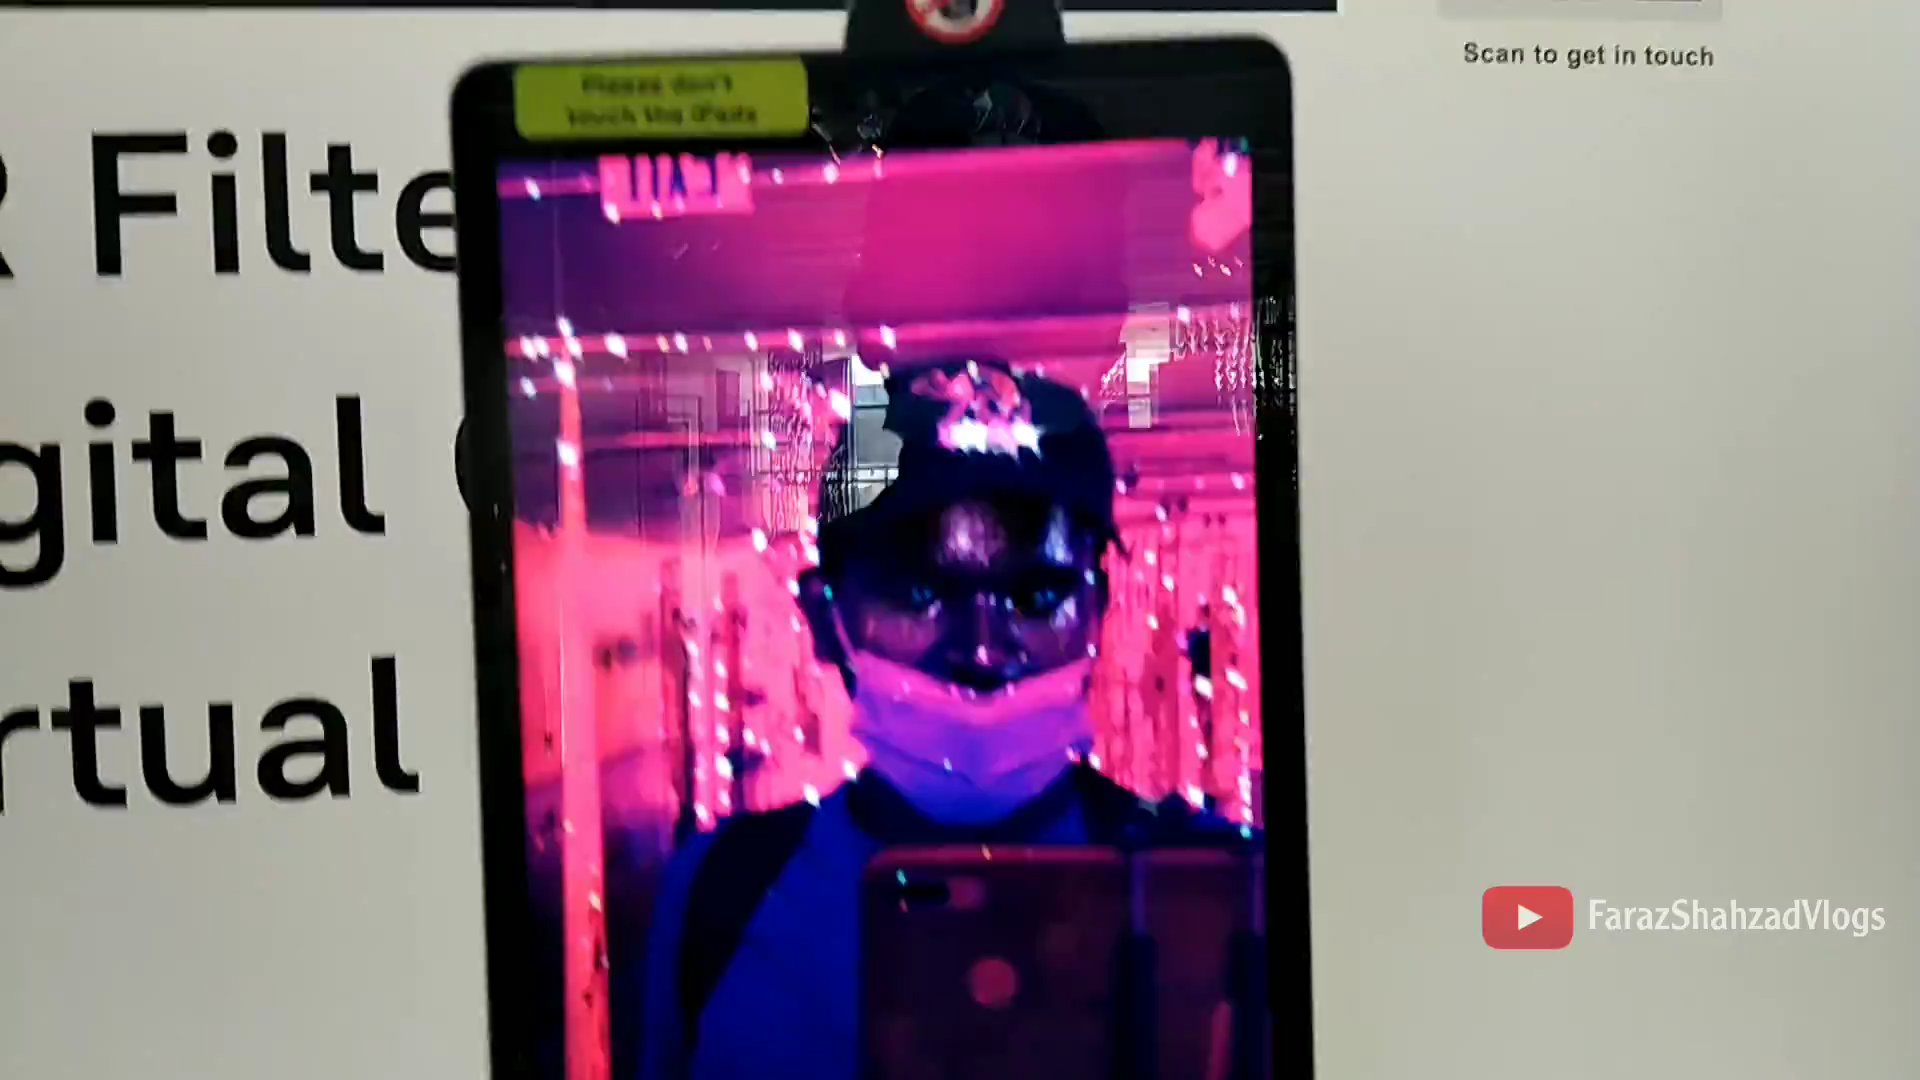 Scan to get in touch
Please don't
touch the iPads
R Filte
gital
rtual
FarazShahzadVlogs